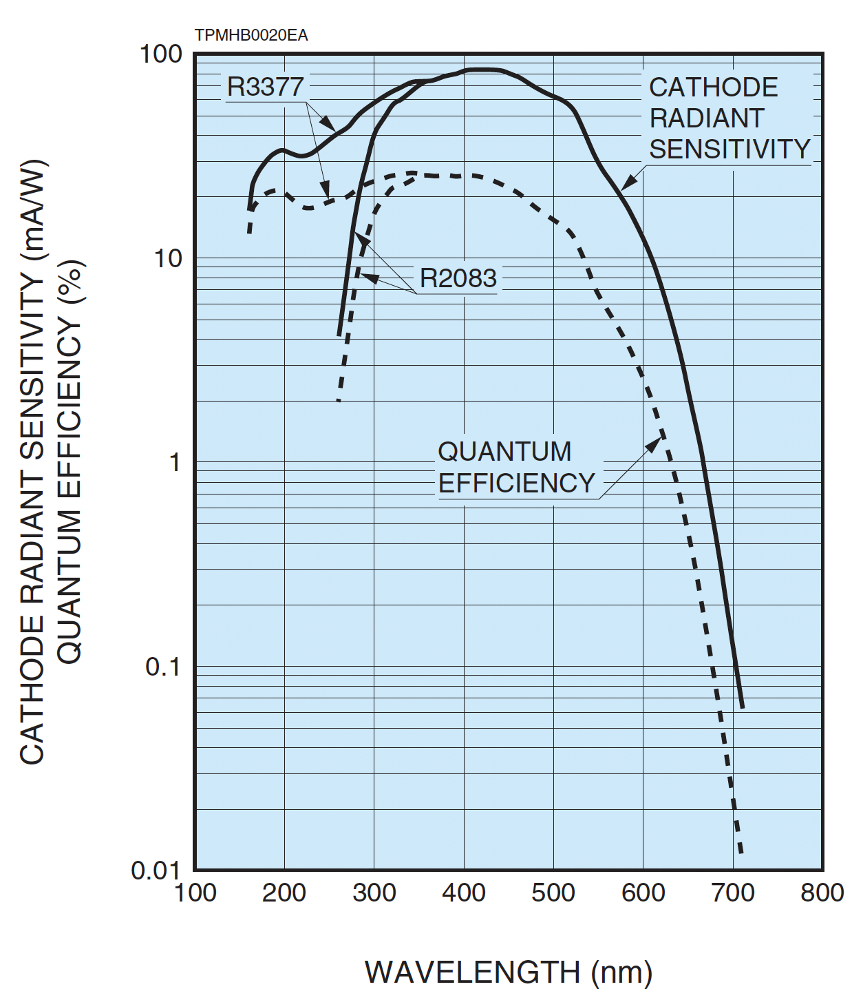 TPMHB0020EA
100
10
1
0.1
0.01
CATHODE RADIANT SENSITIVITY (mA/W)
QUANTUM EFFICIENCY (%)
R3377
CATHODE
RADIANT
SENSITIVITY
R2083
QUANTUM
EFFICIENCY
100 200 300 400 500 600 700 800
WAVELENGTH (nm)